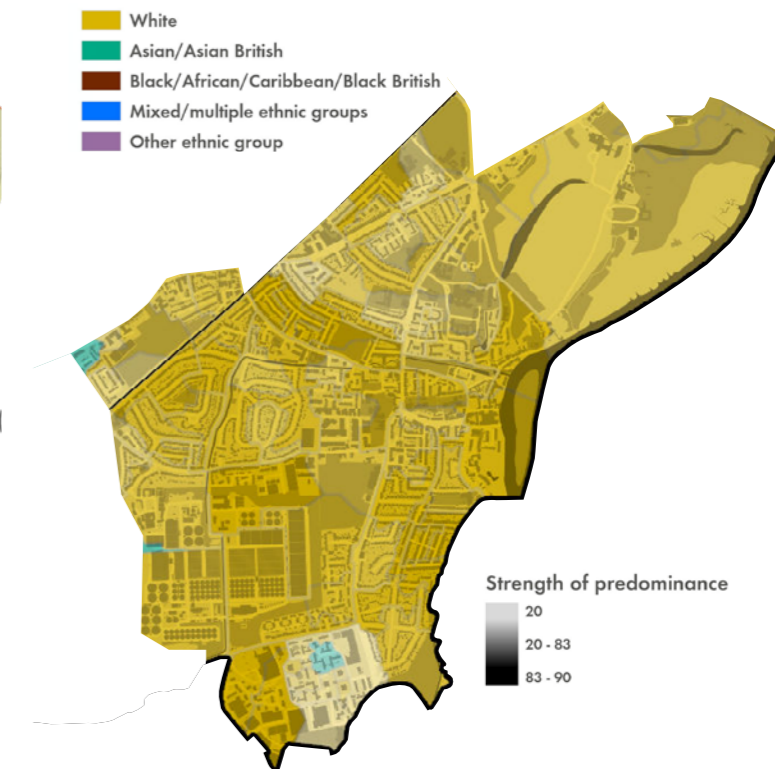 White
Asian/Asian British
Black/African/Caribbean/Black British
Mixed/multiple ethnic groups
Other ethnic group
Strength of predominance
20
20 - 83
83 - 90